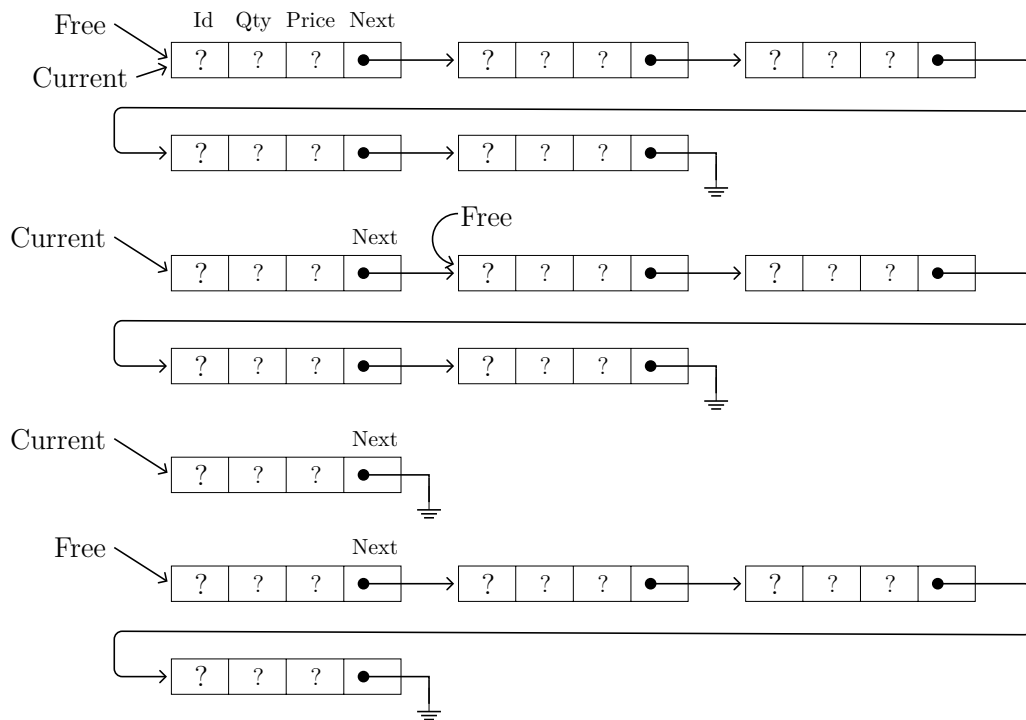 Id Qty Price Next
Free
Current
? ? ? ? ? ? ? ? ?
? ? ? ? ? ?
Current Next Free
? ? ? ? ? ? ? ? ?
? ? ? ? ? ?
Current Next
? ? ?
Free Next
? ? ? ? ? ? ? ? ?
? ? ?